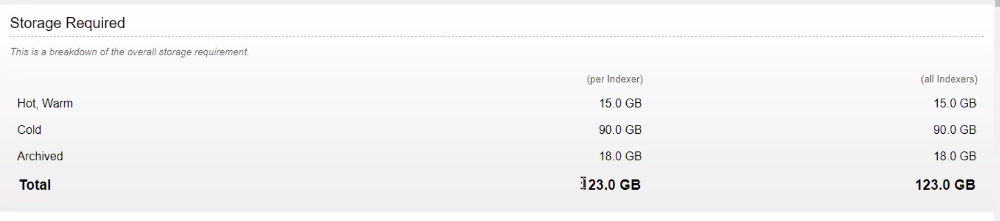 Storage Required
This is a breakdown of the overall storage requirement.
(per Indexer) (all Indexers)
Hot, Warm 15.0 GB 15.0 GB
Cold 90.0 GB 90.0 GB
Archived 18.0 GB 18.0 GB
Total 123.0 GB 123.0 GB